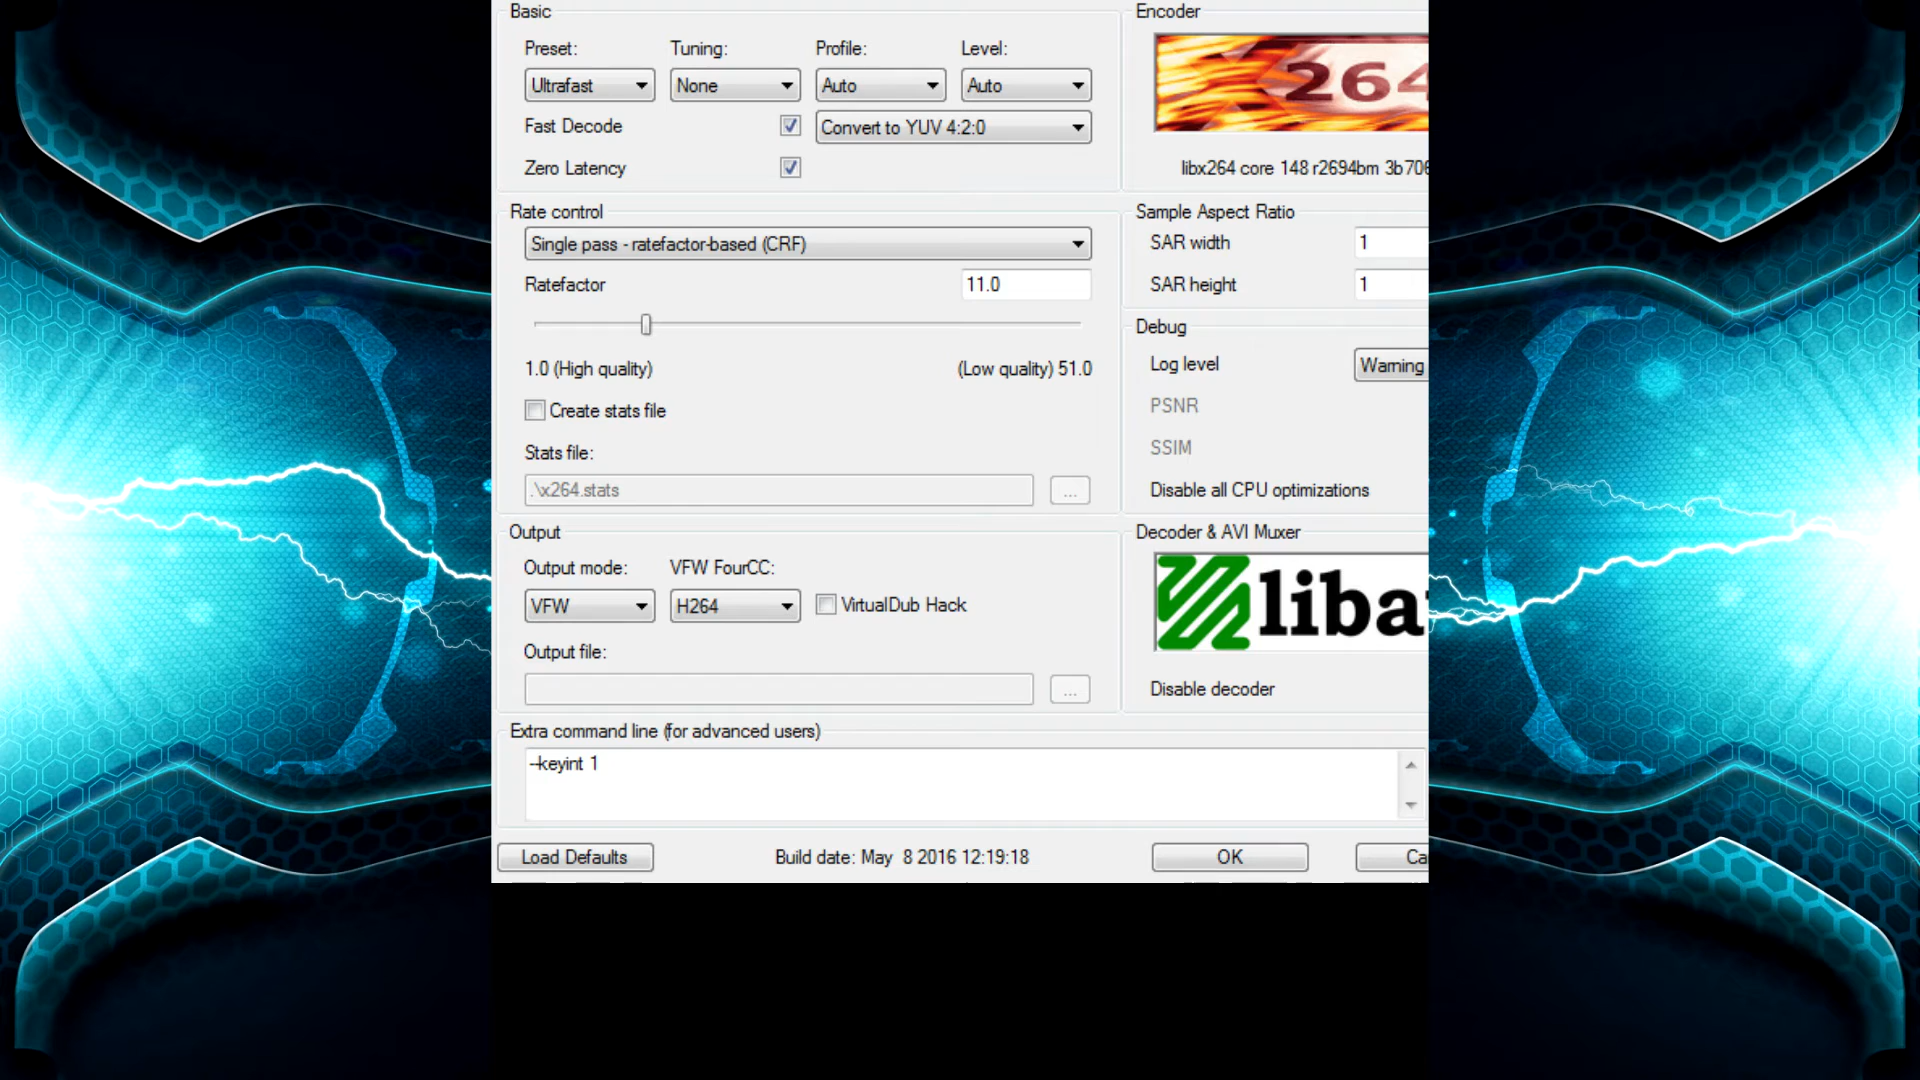 Basic
Preset: Tuning: Profile: Level:
Ultrafast None Auto Auto
Fast Decode Convert to YUV 4:2:0
Zero Latency
Rate control
Single pass - ratefactor-based (CRF)
Ratefactor 11.0
1.0 (High quality) (Low quality) 51.0
Create stats file
Stats file:
.\x264.stats ...
Output
Output mode: VFW FourCC:
VFW H264 VirtualDub Hack
Output file:
...
Extra command line (for advanced users)
--keyint 1
Load Defaults Build date: May 8 2016 12:19:18 OK
Encoder
264
libx264 core 148 r2694bm 3b706
Sample Aspect Ratio
SAR width 1
SAR height 1
Debug
Log level Warning
PSNR
SSIM
Disable all CPU optimizations
Decoder & AVI Muxer
liba
Disable decoder